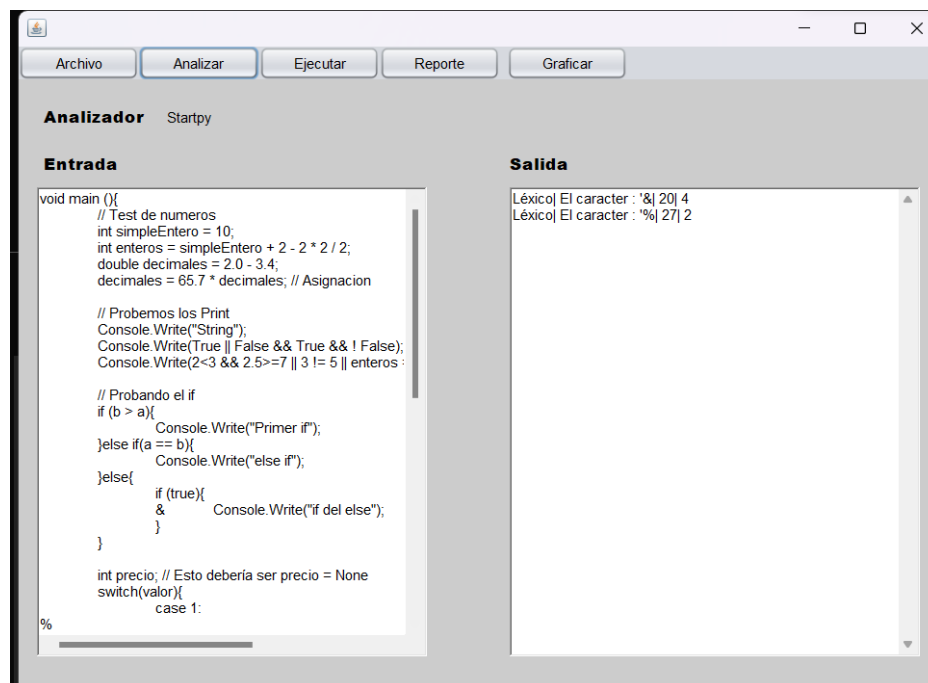 Archivo Analizar Ejecutar Reporte Graficar
Analizador Startpy
Entrada
void main (){
// Test de numeros
int simpleEntero = 10;
int enteros = simpleEntero + 2 - 2 * 2 / 2;
double decimales = 2.0 - 3.4;
decimales = 65.7 * decimales; // Asignacion
// Probemos los Print
Console.Write("String");
Console.Write(True || False && True && ! False);
Console.Write(2<3 && 2.5>=7 || 3 != 5 || enteros
// Probando el if
if (b > a){
Console.Write("Primer if");
}else if(a == b){
Console.Write("else if");
}else{
if (true){
& Console.Write("if del else");
}
}
int precio; // Esto debería ser precio = None
switch(valor){
case 1:
%
Salida
Léxico| El caracter : '&| 20| 4
Léxico| El caracter : '%| 27| 2